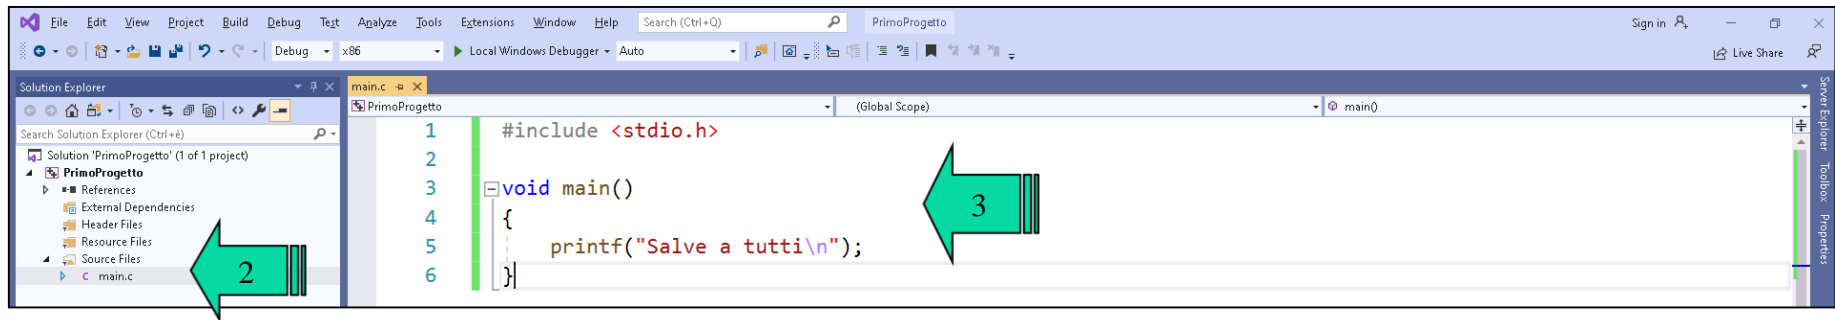 File Edit View Project Build Debug Test Analyze Tools Extensions Window Help Search (Ctrl+Q) PrimoProgetto Sign in
Debug x86 Local Windows Debugger Auto Live Share
Solution Explorer
main.c
PrimoProgetto (Global Scope) main()
Search Solution Explorer (Ctrl+è)
Solution 'PrimoProgetto' (1 of 1 project)
PrimoProgetto
References
External Dependencies
Header Files
Resource Files
Source Files
C main.c
2
1 #include <stdio.h>
2
3 void main()
4 {
5 printf("Salve a tutti\n");
6 }
3
Server Explorer
Toolbox
Properties